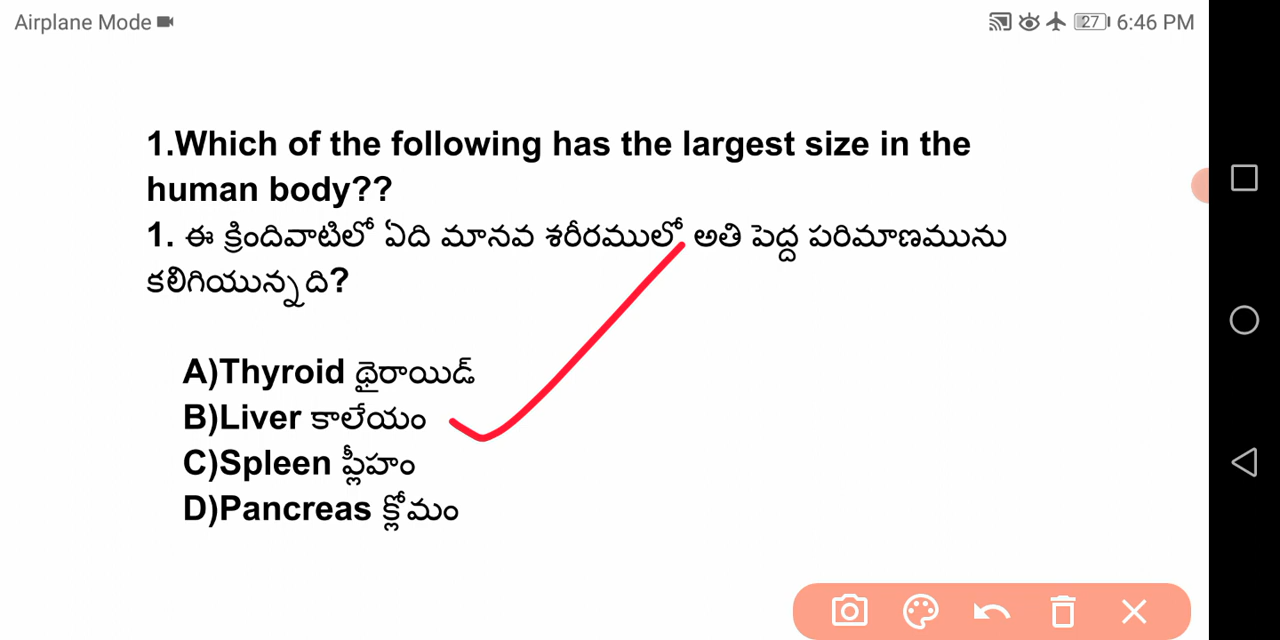 Airplane Mode
27 6:46 PM
1.Which of the following has the largest size in the
human body??
1. ఈ క్రిందివాటిలో ఏది మానవ శరీరములో అతి పెద్ద పరిమాణమును
కలిగియున్నది?
A)Thyroid థైరాయిడ్
B)Liver కాలేయం
C)Spleen ప్లీహం
D)Pancreas క్లోమం